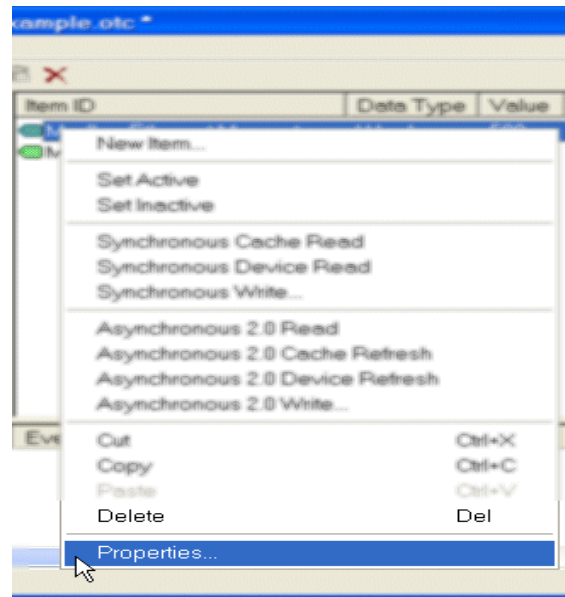 xample.otc *
Item ID Data Type Value
New Item...
Set Active
Set Inactive
Synchronous Cache Read
Synchronous Device Read
Synchronous Write...
Asynchronous 2.0 Read
Asynchronous 2.0 Cache Refresh
Asynchronous 2.0 Device Refresh
Asynchronous 2.0 Write...
Eve
Cut Ctrl+X
Copy Ctrl+C
Paste Ctrl+V
Delete Del
Properties...